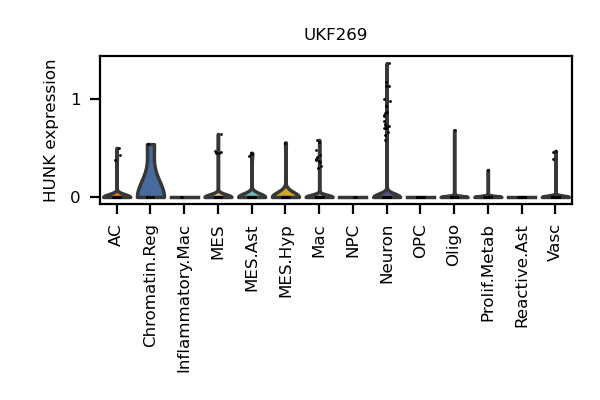 UKF269
HUNK expression
1
0
AC
Chromatin.Reg
Inflammatory.Mac
MES
MES.Ast
MES.Hyp
Mac
NPC
Neuron
OPC
Oligo
Prolif.Metab
Reactive.Ast
Vasc